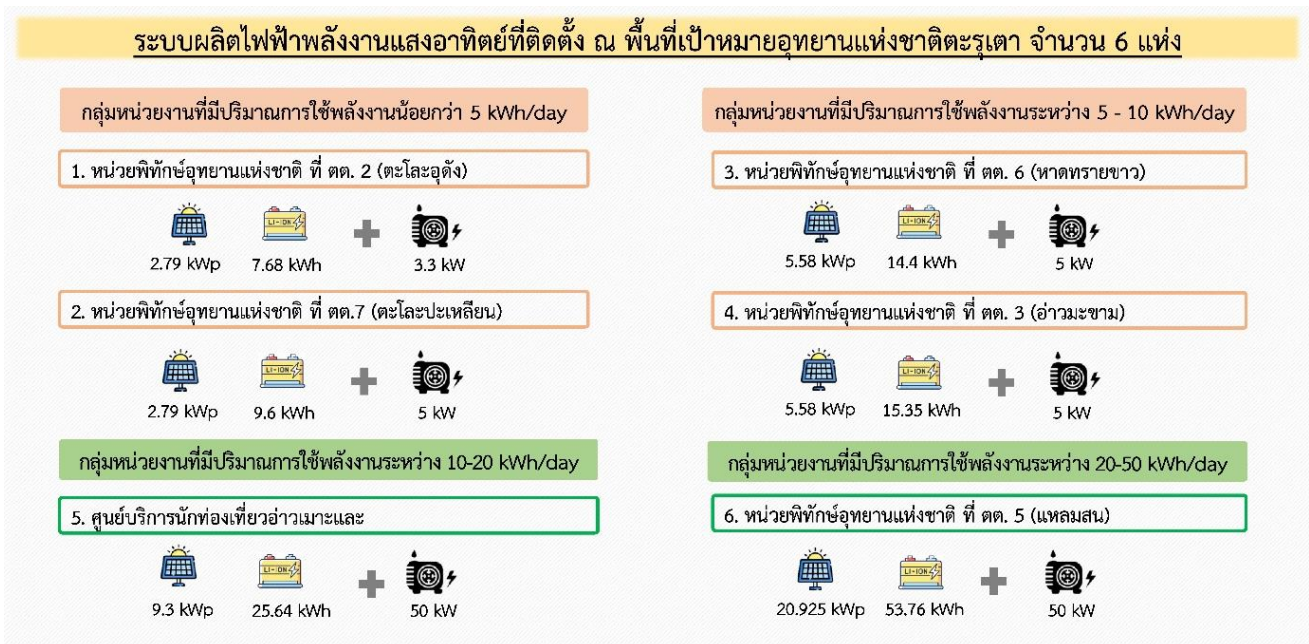 ระบบผลิตไฟฟ้าพลังงานแสงอาทิตย์ที่ติดตั้ง ณ พื้นที่เป้าหมายอุทยานแห่งชาติตะรุเตา จำนวน 6 แห่ง
กลุ่มหน่วยงานที่มีปริมาณการใช้พลังงานน้อยกว่า 5 kWh/day
1. หน่วยพิทักษ์อุทยานแห่งชาติ ที่ ตต. 2 (ตะโละอุดัง)
LI-ION
2.79 kWp 7.68 kWh 3.3 kW
2. หน่วยพิทักษ์อุทยานแห่งชาติ ที่ ตต.7 (ตะโละปะเหลียน)
LI-ION
2.79 kWp 9.6 kWh 5 kW
กลุ่มหน่วยงานที่มีปริมาณการใช้พลังงานระหว่าง 5 - 10 kWh/day
3. หน่วยพิทักษ์อุทยานแห่งชาติ ที่ ตต. 6 (หาดทรายขาว)
LI-ION
5.58 kWp 14.4 kWh 5 kW
4. หน่วยพิทักษ์อุทยานแห่งชาติ ที่ ตต. 3 (อ่าวมะขาม)
LI-ION
5.58 kWp 15.35 kWh 5 kW
กลุ่มหน่วยงานที่มีปริมาณการใช้พลังงานระหว่าง 10-20 kWh/day
5. ศูนย์บริการนักท่องเที่ยวอ่าวเมาะและ
LI-ION
9.3 kWp 25.64 kWh 50 kW
กลุ่มหน่วยงานที่มีปริมาณการใช้พลังงานระหว่าง 20-50 kWh/day
6. หน่วยพิทักษ์อุทยานแห่งชาติ ที่ ตต. 5 (แหลมสน)
LI-ION
20.925 kWp 53.76 kWh 50 kW